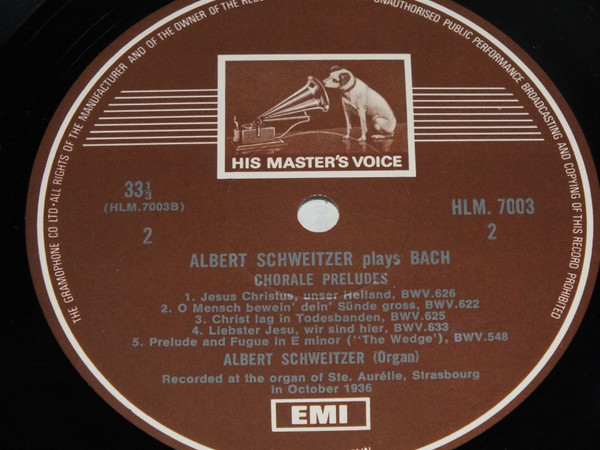 THE GRAMOPHONE CO LTD · ALL RIGHTS OF THE MANUFACTURER AND OF THE OWNER OF THE
UNAUTHORISED PUBLIC PERFORMANCE BROADCASTING AND COPYING OF THIS RECORD PROHIBITED
HIS MASTER'S VOICE
33⅓
(HLM.7003B)
2
HLM. 7003
2
ALBERT SCHWEITZER plays BACH
CHORALE PRELUDES
1. Jesus Christus, unser Heiland, BWV.626
2. O Mensch bewein' dein' Sünde gross, BWV.622
3. Christ lag in Todesbanden, BWV.625
4. Liebster Jesu, wir sind hier, BWV.633
5. Prelude and Fugue in E minor ("The Wedge'), BWV.548
ALBERT SCHWEITZER (Organ)
Recorded at the organ of Ste. Aurélie, Strasbourg
in October 1936
EMI